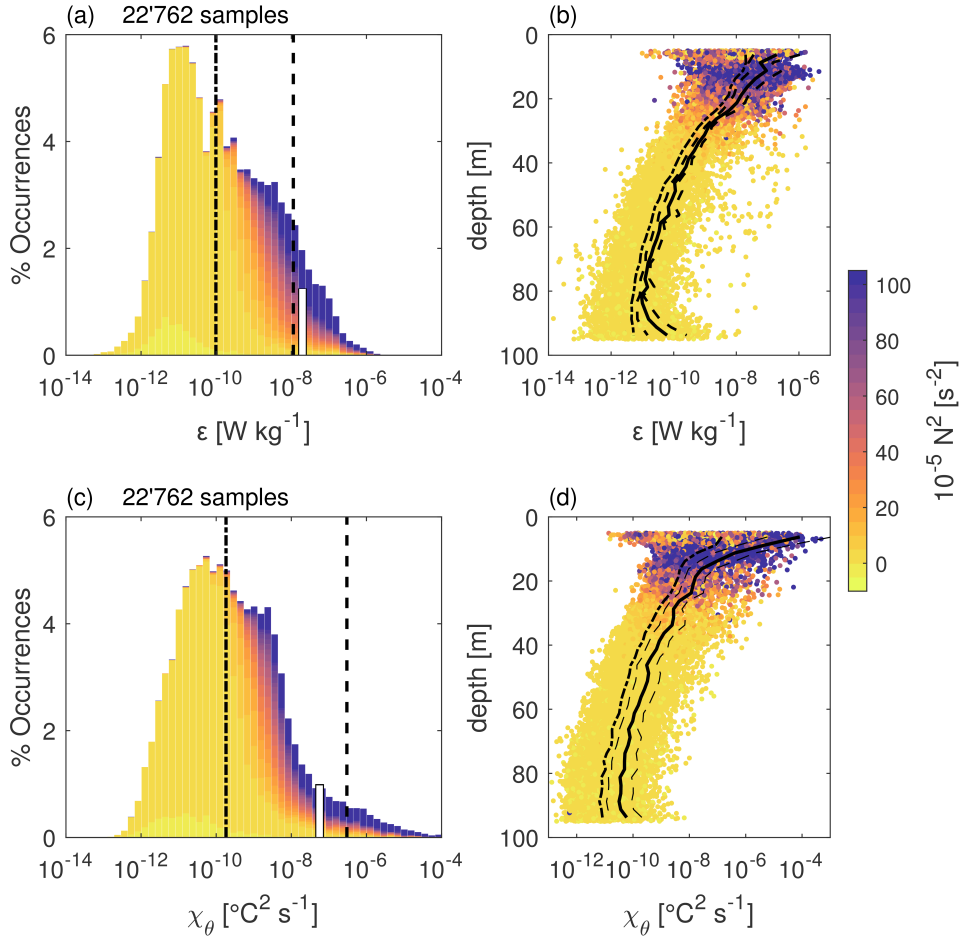 (a) 22'762 samples
6
4
2
0
% Occurrences
10⁻¹⁴ 10⁻¹² 10⁻¹⁰ 10⁻⁸ 10⁻⁶ 10⁻⁴
ε [W kg⁻¹]
(b)
0
20
40
60
80
100
depth [m]
10⁻¹⁴ 10⁻¹² 10⁻¹⁰ 10⁻⁸ 10⁻⁶
ε [W kg⁻¹]
(c) 22'762 samples
6
4
2
0
% Occurrences
10⁻¹⁴ 10⁻¹² 10⁻¹⁰ 10⁻⁸ 10⁻⁶ 10⁻⁴
χ_θ [°C² s⁻¹]
(d)
0
20
40
60
80
100
depth [m]
10⁻¹² 10⁻¹⁰ 10⁻⁸ 10⁻⁶ 10⁻⁴
χ_θ [°C² s⁻¹]
100
80
60
40
20
0
10⁻⁵ N² [s⁻²]